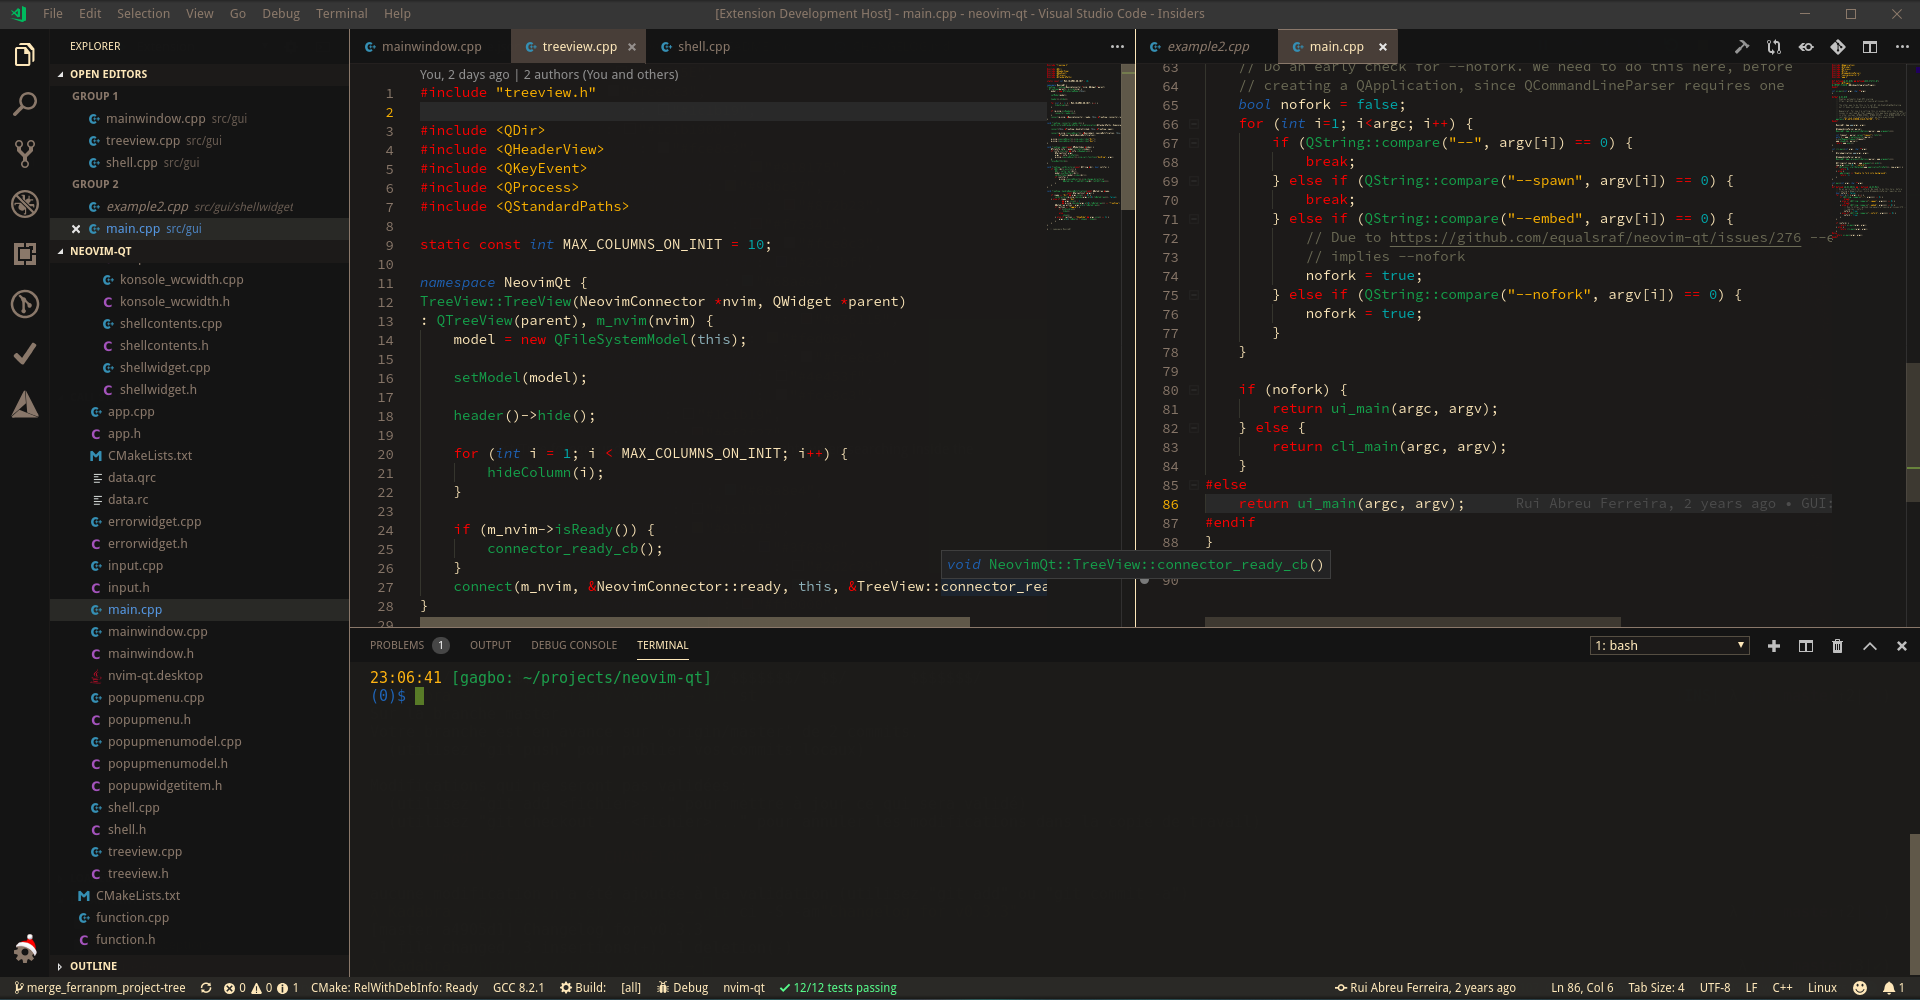 File Edit Selection View Go Debug Terminal Help
[Extension Development Host] - main.cpp - neovim-qt - Visual Studio Code - Insiders
EXPLORER
OPEN EDITORS
GROUP 1
mainwindow.cpp src/gui
treeview.cpp src/gui
shell.cpp src/gui
GROUP 2
example2.cpp src/gui/shellwidget
main.cpp src/gui
NEOVIM-QT
konsole_wcwidth.cpp
konsole_wcwidth.h
shellcontents.cpp
shellcontents.h
shellwidget.cpp
shellwidget.h
app.cpp
app.h
CMakeLists.txt
data.qrc
data.rc
errorwidget.cpp
errorwidget.h
input.cpp
input.h
main.cpp
mainwindow.cpp
mainwindow.h
nvim-qt.desktop
popupmenu.cpp
popupmenu.h
popupmenumodel.cpp
popupmenumodel.h
popupwidgetitem.h
shell.cpp
shell.h
treeview.cpp
treeview.h
CMakeLists.txt
function.cpp
function.h
OUTLINE
mainwindow.cpp treeview.cpp shell.cpp
You, 2 days ago | 2 authors (You and others)
1 #include "treeview.h"
2
3 #include <QDir>
4 #include <QHeaderView>
5 #include <QKeyEvent>
6 #include <QProcess>
7 #include <QStandardPaths>
8
9 static const int MAX_COLUMNS_ON_INIT = 10;
10
11 namespace NeovimQt {
12 TreeView::TreeView(NeovimConnector *nvim, QWidget *parent)
13 : QTreeView(parent), m_nvim(nvim) {
14 model = new QFileSystemModel(this);
15
16 setModel(model);
17
18 header()->hide();
19
20 for (int i = 1; i < MAX_COLUMNS_ON_INIT; i++) {
21 hideColumn(i);
22 }
23
24 if (m_nvim->isReady()) {
25 connector_ready_cb();
26 }
27 connect(m_nvim, &NeovimConnector::ready, this, &TreeView::connector_rea
28 }
29
void NeovimQt::TreeView::connector_ready_cb()
example2.cpp main.cpp
63 // Do an early check for --nofork. We need to do this here, before
64 // creating a QApplication, since QCommandLineParser requires one
65 bool nofork = false;
66 for (int i=1; i<argc; i++) {
67 if (QString::compare("--", argv[i]) == 0) {
68 break;
69 } else if (QString::compare("--spawn", argv[i]) == 0) {
70 break;
71 } else if (QString::compare("--embed", argv[i]) == 0) {
72 // Due to https://github.com/equalsraf/neovim-qt/issues/276 --e
73 // implies --nofork
74 nofork = true;
75 } else if (QString::compare("--nofork", argv[i]) == 0) {
76 nofork = true;
77 }
78 }
79
80 if (nofork) {
81 return ui_main(argc, argv);
82 } else {
83 return cli_main(argc, argv);
84 }
85 #else
86 return ui_main(argc, argv); Rui Abreu Ferreira, 2 years ago • GUI:
87 #endif
88 }
90
PROBLEMS 1 OUTPUT DEBUG CONSOLE TERMINAL
1: bash
23:06:41 [gagbo: ~/projects/neovim-qt]
(0)$
merge_ferranpm_project-tree 0 0 1 CMake: RelWithDebInfo: Ready GCC 8.2.1 Build: [all] Debug nvim-qt 12/12 tests passing
Rui Abreu Ferreira, 2 years ago Ln 86, Col 6 Tab Size: 4 UTF-8 LF C++ Linux 1